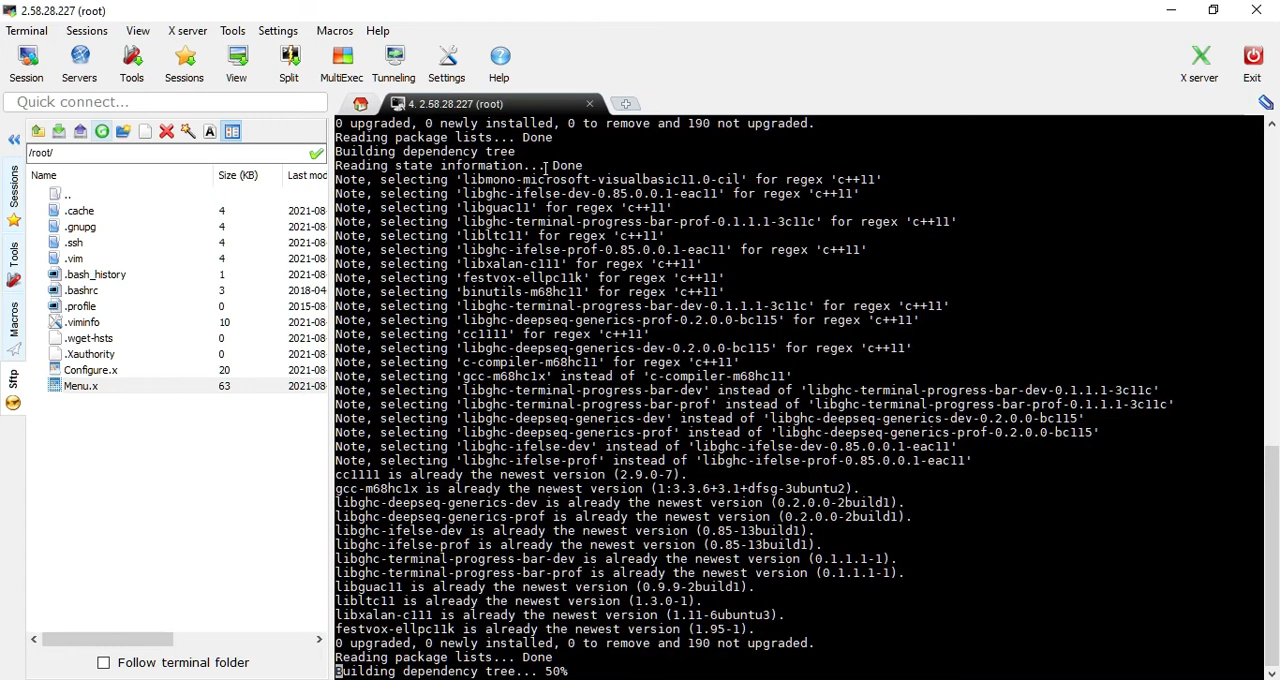 2.58.28.227 (root)
Terminal Sessions View X server Tools Settings Macros Help
Session Servers Tools Sessions View Split MultiExec Tunneling Settings Help X server Exit
Quick connect...
4. 2.58.28.227 (root)
/root/
Name Size (KB) Last mod
..
.cache 4 2021-08
.gnupg 4 2021-08
.ssh 4 2021-08
.vim 4 2021-08
.bash_history 1 2021-08
.bashrc 3 2018-04
.profile 0 2015-08
.viminfo 10 2021-08
.wget-hsts 0 2021-08
.Xauthority 0 2021-08
Configure.x 20 2021-08
Menu.x 63 2021-08
Follow terminal folder
Sessions
Tools
Macros
Sftp
0 upgraded, 0 newly installed, 0 to remove and 190 not upgraded.
Reading package lists... Done
Building dependency tree
Reading state information... Done
Note, selecting 'libmono-microsoft-visualbasic11.0-cil' for regex 'c++11'
Note, selecting 'libghc-ifelse-dev-0.85.0.0.1-eac11' for regex 'c++11'
Note, selecting 'libguac11' for regex 'c++11'
Note, selecting 'libghc-terminal-progress-bar-prof-0.1.1.1-3c11c' for regex 'c++11'
Note, selecting 'libltc11' for regex 'c++11'
Note, selecting 'libghc-ifelse-prof-0.85.0.0.1-eac11' for regex 'c++11'
Note, selecting 'libxalan-c111' for regex 'c++11'
Note, selecting 'festvox-ellpc11k' for regex 'c++11'
Note, selecting 'binutils-m68hc11' for regex 'c++11'
Note, selecting 'libghc-terminal-progress-bar-dev-0.1.1.1-3c11c' for regex 'c++11'
Note, selecting 'libghc-deepseq-generics-prof-0.2.0.0-bc115' for regex 'c++11'
Note, selecting 'cc1111' for regex 'c++11'
Note, selecting 'libghc-deepseq-generics-dev-0.2.0.0-bc115' for regex 'c++11'
Note, selecting 'c-compiler-m68hc11' for regex 'c++11'
Note, selecting 'gcc-m68hc1x' instead of 'c-compiler-m68hc11'
Note, selecting 'libghc-terminal-progress-bar-dev' instead of 'libghc-terminal-progress-bar-dev-0.1.1.1-3c11c'
Note, selecting 'libghc-terminal-progress-bar-prof' instead of 'libghc-terminal-progress-bar-prof-0.1.1.1-3c11c'
Note, selecting 'libghc-deepseq-generics-dev' instead of 'libghc-deepseq-generics-dev-0.2.0.0-bc115'
Note, selecting 'libghc-deepseq-generics-prof' instead of 'libghc-deepseq-generics-prof-0.2.0.0-bc115'
Note, selecting 'libghc-ifelse-dev' instead of 'libghc-ifelse-dev-0.85.0.0.1-eac11'
Note, selecting 'libghc-ifelse-prof' instead of 'libghc-ifelse-prof-0.85.0.0.1-eac11'
cc1111 is already the newest version (2.9.0-7).
gcc-m68hc1x is already the newest version (1:3.3.6+3.1+dfsg-3ubuntu2).
libghc-deepseq-generics-dev is already the newest version (0.2.0.0-2build1).
libghc-deepseq-generics-prof is already the newest version (0.2.0.0-2build1).
libghc-ifelse-dev is already the newest version (0.85-13build1).
libghc-ifelse-prof is already the newest version (0.85-13build1).
libghc-terminal-progress-bar-dev is already the newest version (0.1.1.1-1).
libghc-terminal-progress-bar-prof is already the newest version (0.1.1.1-1).
libguac11 is already the newest version (0.9.9-2build1).
libltc11 is already the newest version (1.3.0-1).
libxalan-c111 is already the newest version (1.11-6ubuntu3).
festvox-ellpc11k is already the newest version (1.95-1).
0 upgraded, 0 newly installed, 0 to remove and 190 not upgraded.
Reading package lists... Done
Building dependency tree... 50%